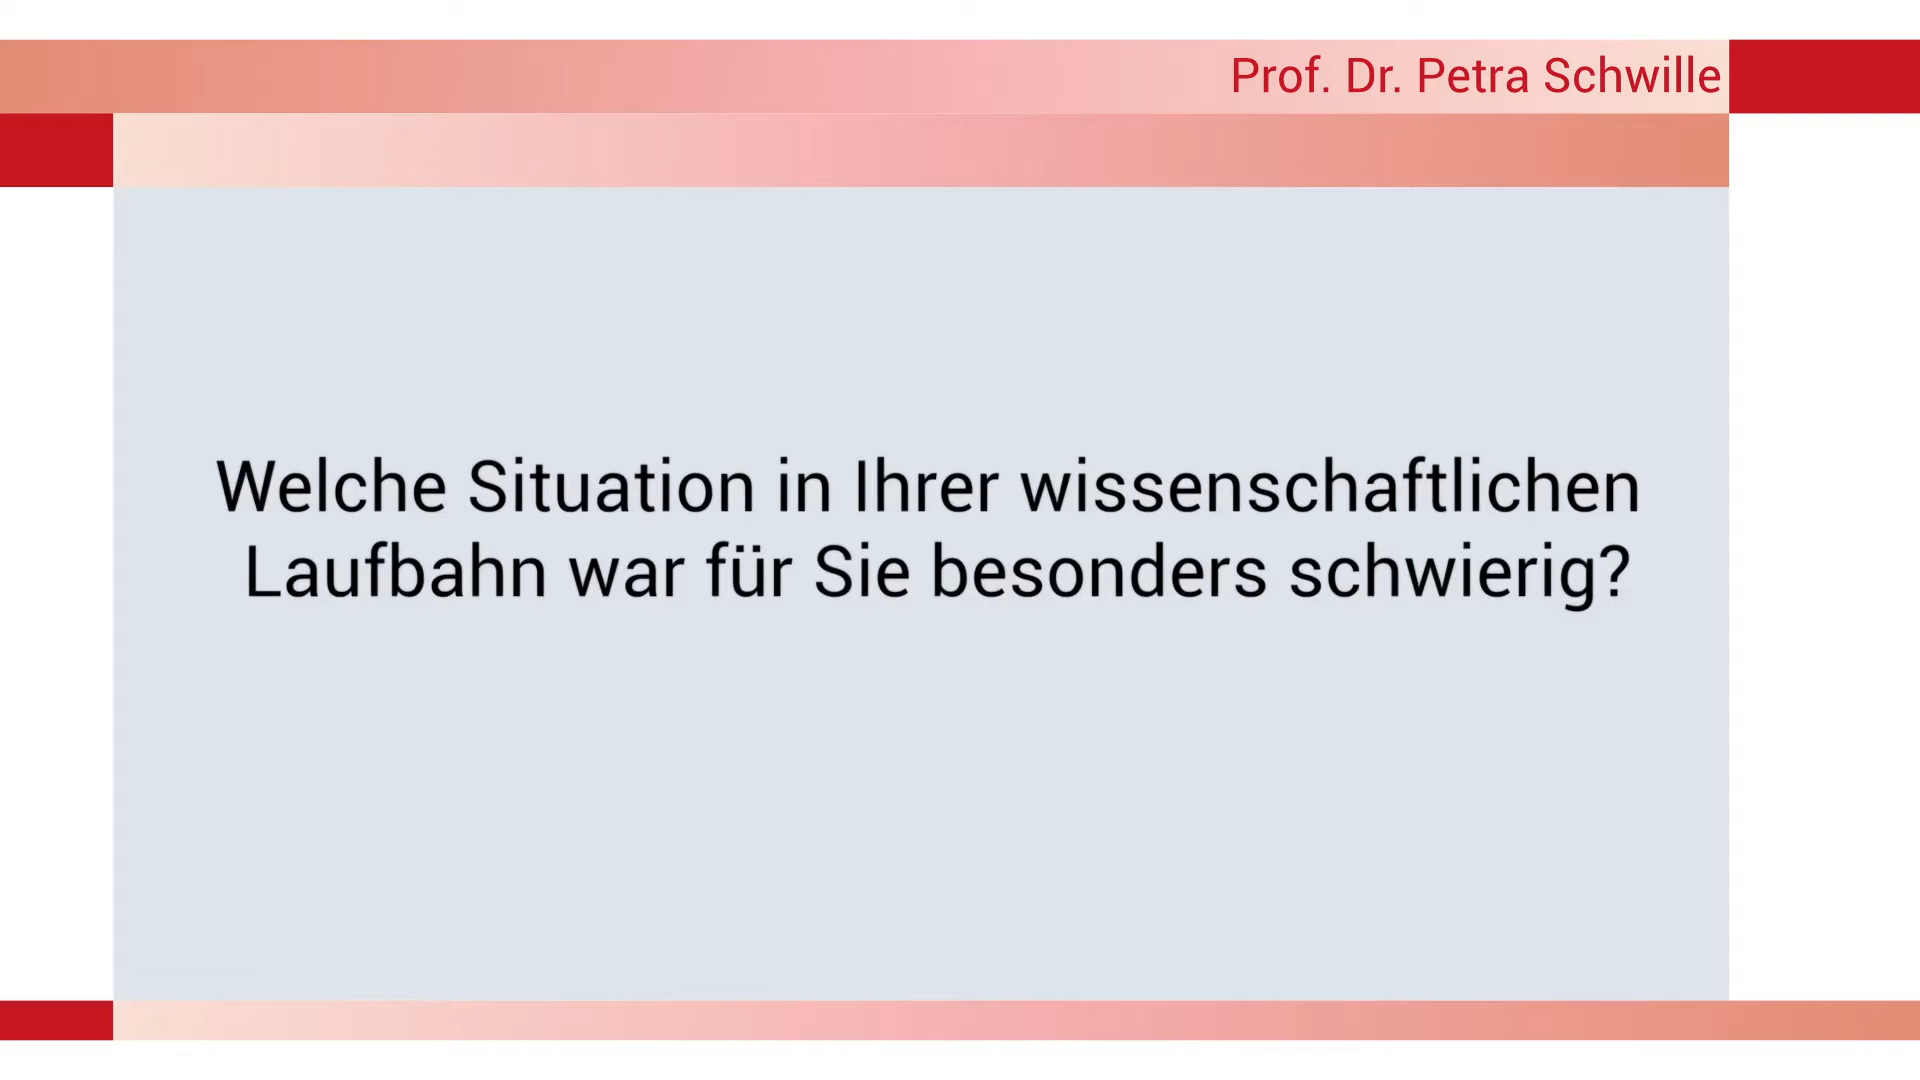 Prof. Dr. Petra Schwille
Welche Situation in Ihrer wissenschaftlichen
Laufbahn war für Sie besonders schwierig?